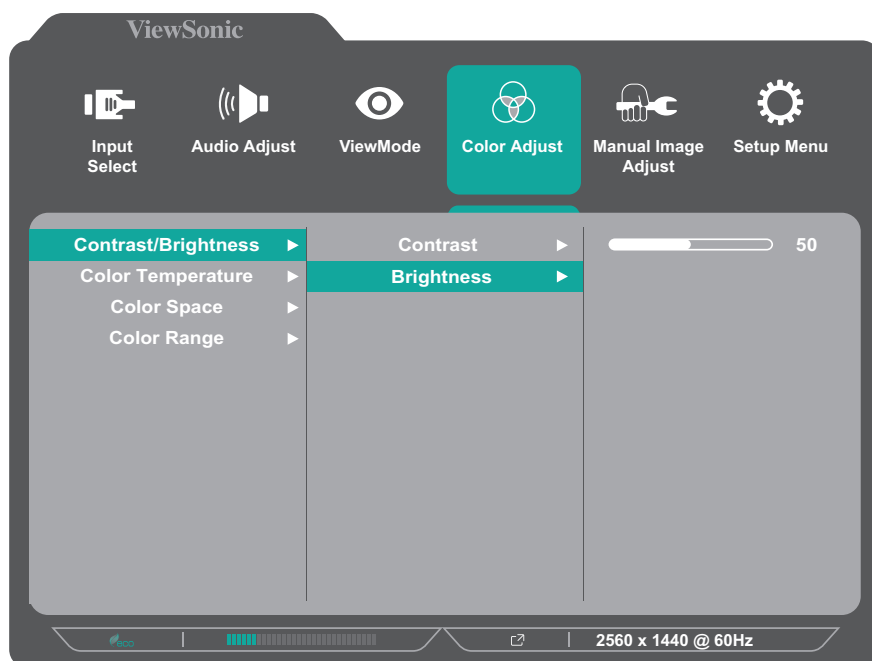 ViewSonic
Input Select
Audio Adjust
ViewMode
Color Adjust
Manual Image Adjust
Setup Menu
Contrast/Brightness
Contrast
50
Color Temperature
Brightness
Color Space
Color Range
eco
2560 x 1440 @ 60Hz